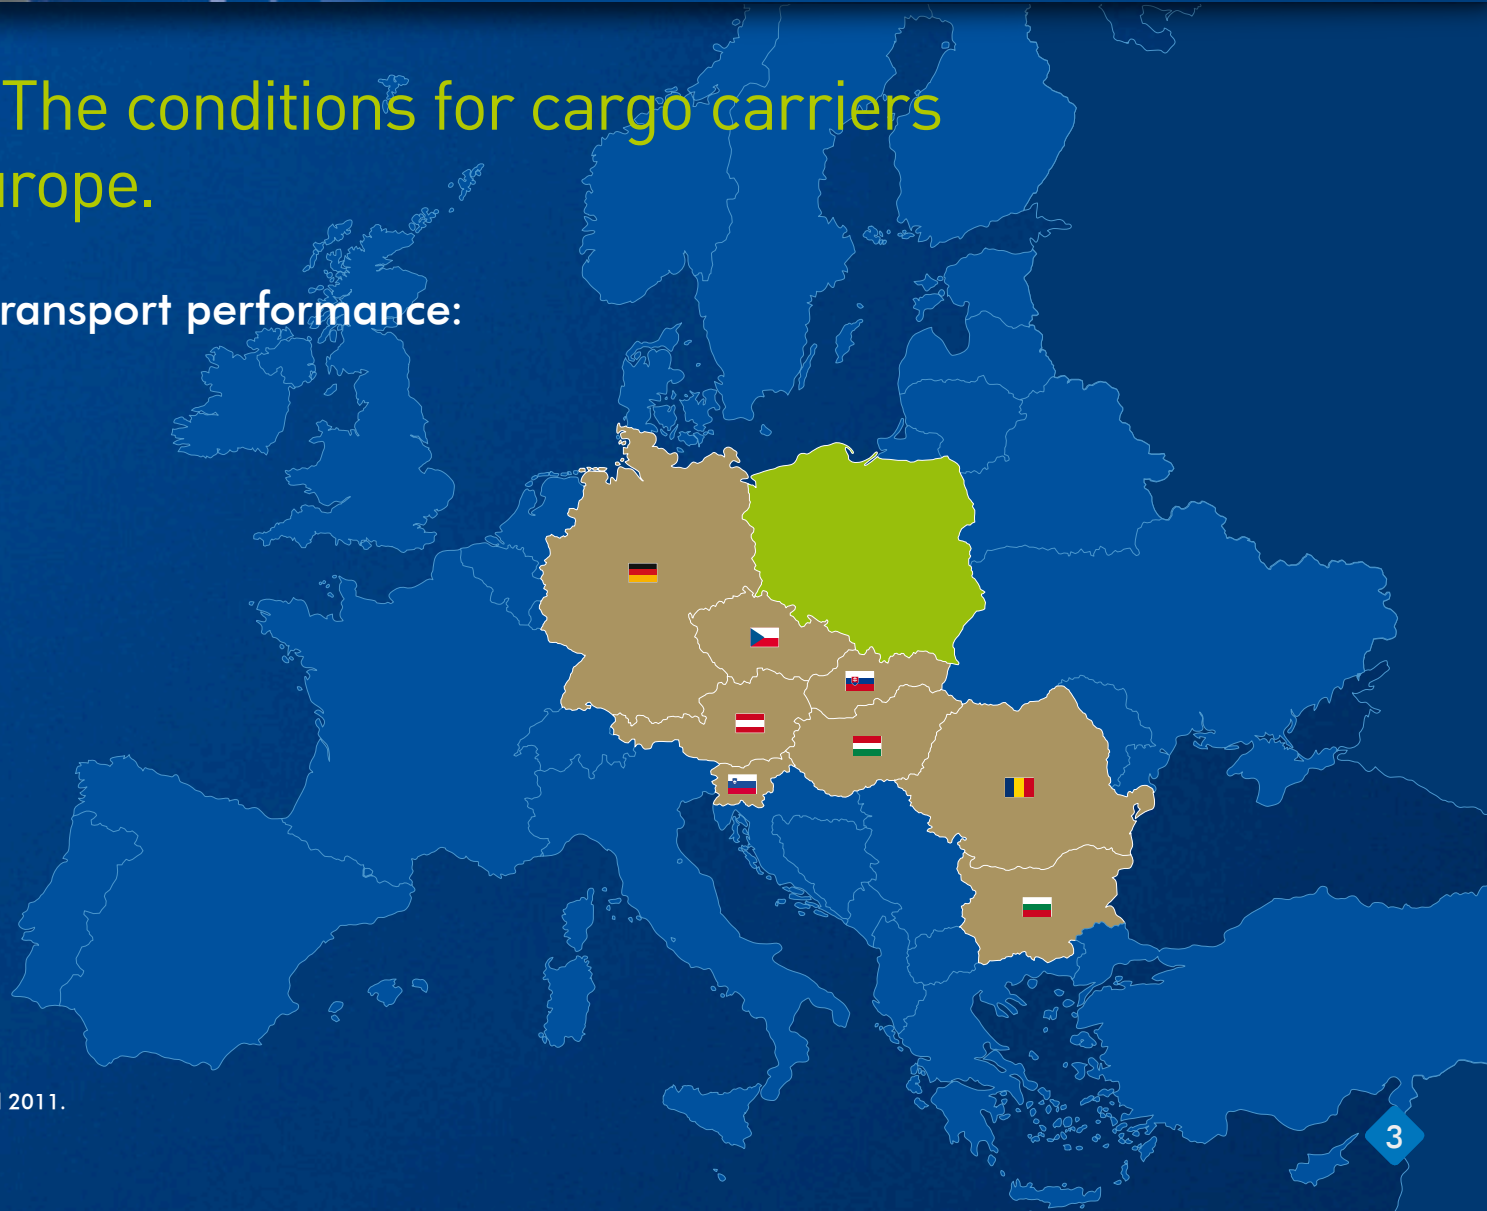 The conditions for cargo carriers
urope.
ransport performance:
2011.
3